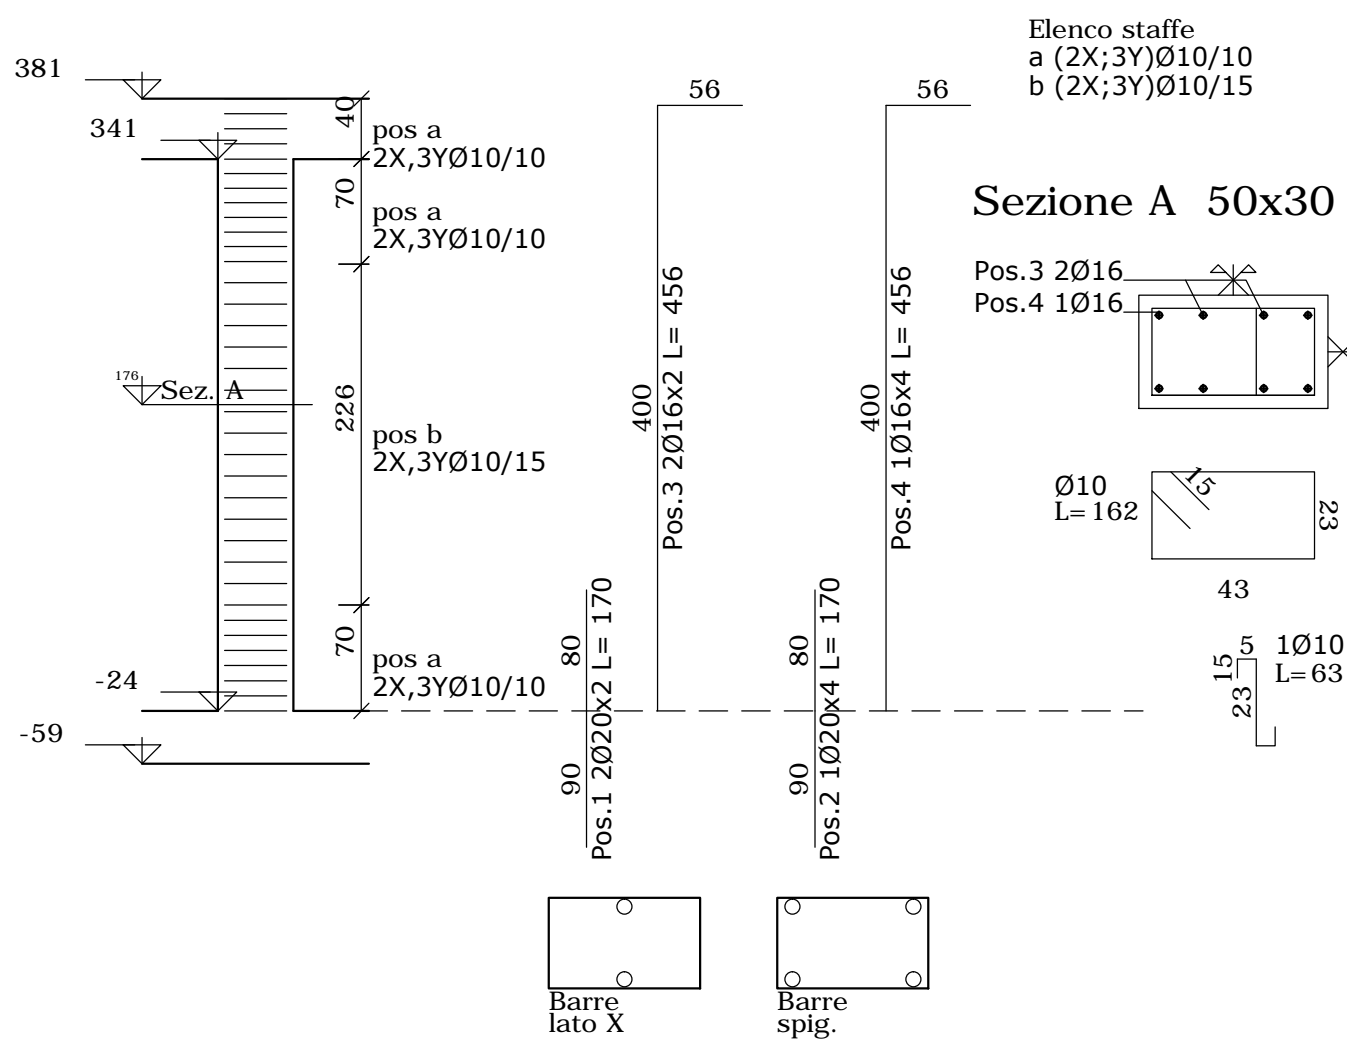 Elenco staffe
a (2X;3Y)Ø10/10
b (2X;3Y)Ø10/15
381
341
176
Sez. A
-24
-59
40
70
226
70
pos a
2X,3YØ10/10
pos a
2X,3YØ10/10
pos b
2X,3YØ10/15
pos a
2X,3YØ10/10
56
400
Pos.3 2Ø16x2 L= 456
80
90
Pos.1 2Ø20x2 L= 170
56
400
Pos.4 1Ø16x4 L= 456
80
90
Pos.2 1Ø20x4 L= 170
Barre
lato X
Barre
spig.
Sezione A 50x30
Pos.3 2Ø16
Pos.4 1Ø16
Ø10
L=162
15
23
43
15
5
23
1Ø10
L=63